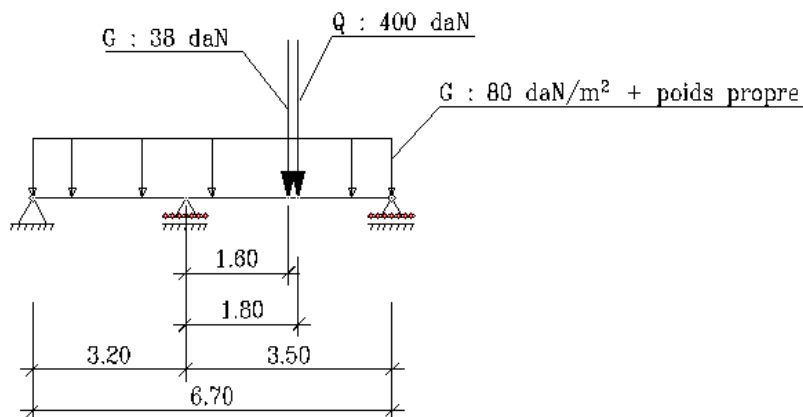 Q : 400 daN
G : 38 daN
G : 80 daN/m² + poids propre
1.60
1.80
3.20
3.50
6.70